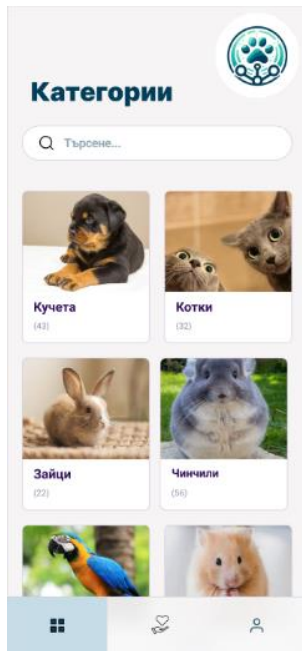 Категории
Търсене...
Кучета
Котки
(43)
(32)
Зайци
Чинчили
(22)
(56)